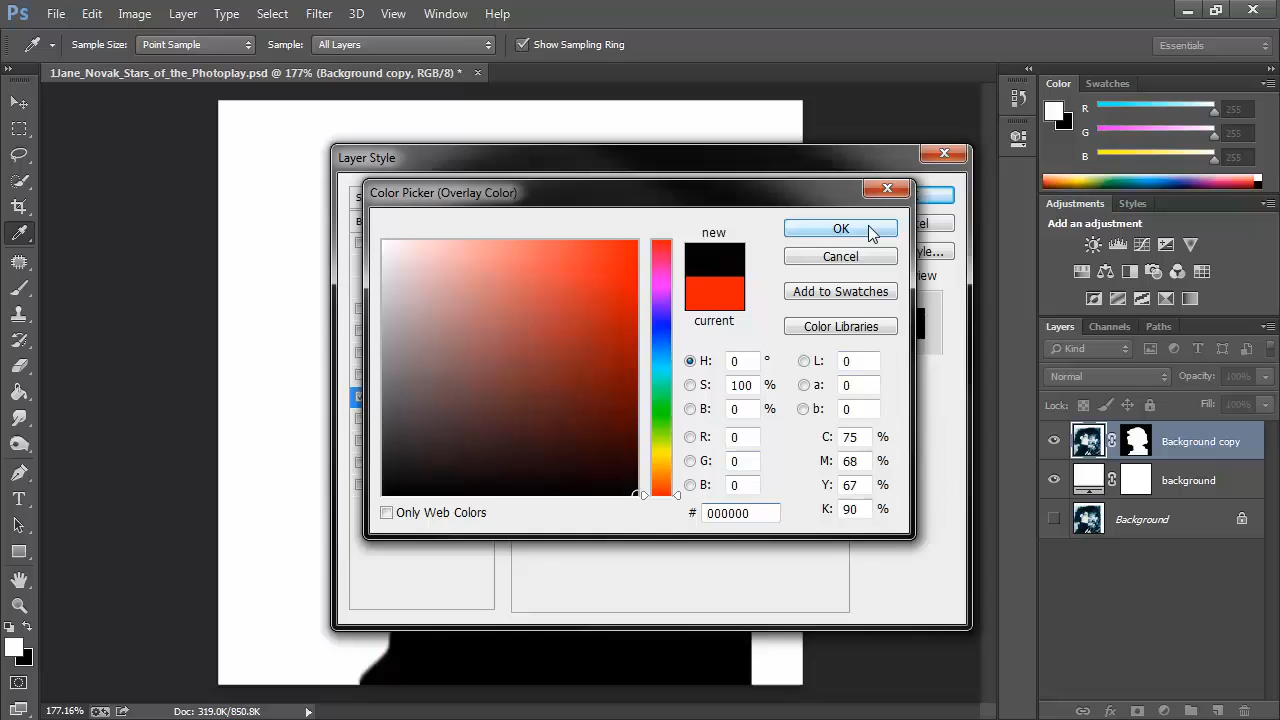 Ps File Edit Image Layer Type Select Filter 3D View Window Help
Sample Size: Point Sample Sample: All Layers Show Sampling Ring Essentials
1Jane_Novak_Stars_of_the_Photoplay.psd @ 177% (Background copy, RGB/8) *
Color Swatches
R 255
G 255
B 255
Layer Style
Color Picker (Overlay Color)
new
current
OK
Cancel
Add to Swatches
Color Libraries
H: 0 ° L: 0
S: 100 % a: 0
B: 0 % b: 0
R: 0 C: 75 %
G: 0 M: 68 %
B: 0 Y: 67 %
# 000000 K: 90 %
Only Web Colors
Adjustments Styles
Add an adjustment
Layers Channels Paths
Kind
Normal Opacity: 100%
Lock: Fill: 100%
Background copy
background
Background
T
177.16% Doc: 319.0K/850.8K
fx